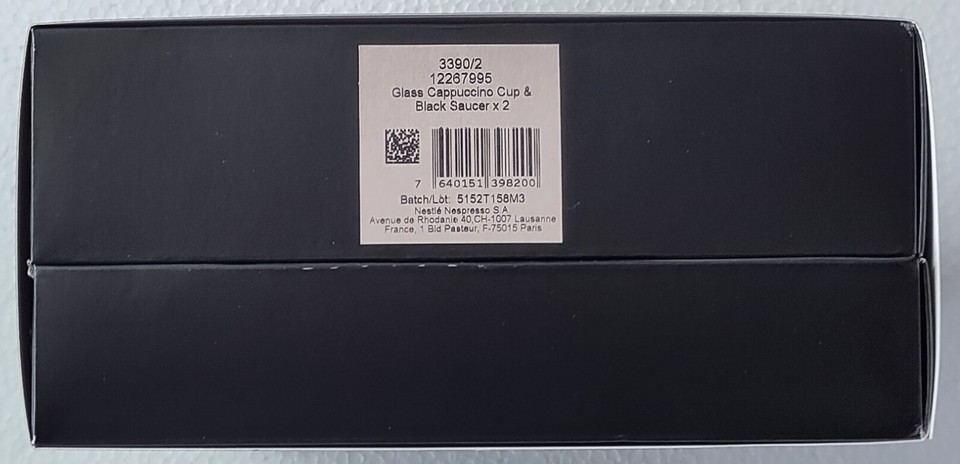 3390/2
12267995
Glass Cappuccino Cup &
Black Saucer x 2
7 640151 398200
Batch/Lot: 5152T158M3
Nestlé Nespresso S.A
Avenue de Rhodanie 40,CH-1007 Lausanne
France, 1 Bld Pasteur, F-75015 Paris